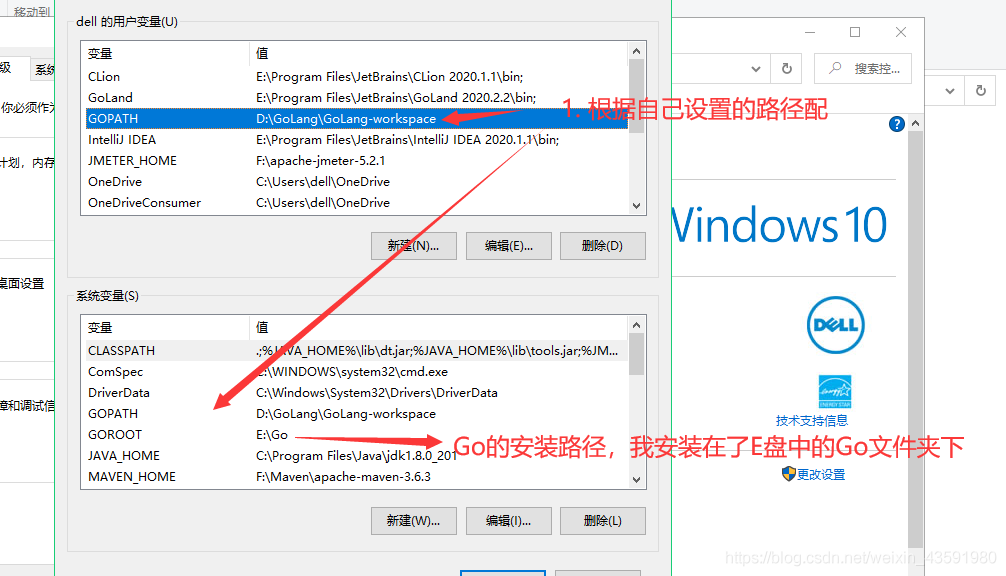 移动到
dell 的用户变量(U)
变量 值
CLion E:\Program Files\JetBrains\CLion 2020.1.1\bin;
GoLand E:\Program Files\JetBrains\GoLand 2020.2.2\bin;
GOPATH D:\GoLang\GoLang-workspace
1. 根据自己设置的路径配
IntelliJ IDEA E:\Program Files\JetBrains\IntelliJ IDEA 2020.1.1\bin;
JMETER_HOME F:\apache-jmeter-5.2.1
OneDrive C:\Users\dell\OneDrive
OneDriveConsumer C:\Users\dell\OneDrive
新建(N)... 编辑(E)... 删除(D)
系统变量(S)
变量 值
CLASSPATH .;%JAVA_HOME%\lib\dt.jar;%JAVA_HOME%\lib\tools.jar;%JM...
ComSpec C:\WINDOWS\system32\cmd.exe
DriverData C:\Windows\System32\Drivers\DriverData
GOPATH D:\GoLang\GoLang-workspace
GOROOT E:\Go
Go的安装路径，我安装在了E盘中的Go文件夹下
JAVA_HOME C:\Program Files\Java\jdk1.8.0_201
MAVEN_HOME F:\Maven\apache-maven-3.6.3
新建(W)... 编辑(I)... 删除(L)
级 系统
你必须作为
计划，内存
桌面设置
障和调试信
搜索控...
?
Windows 10
DELL
ENERGY STAR
技术支持信息
更改设置
https://blog.csdn.net/weixin_43591980